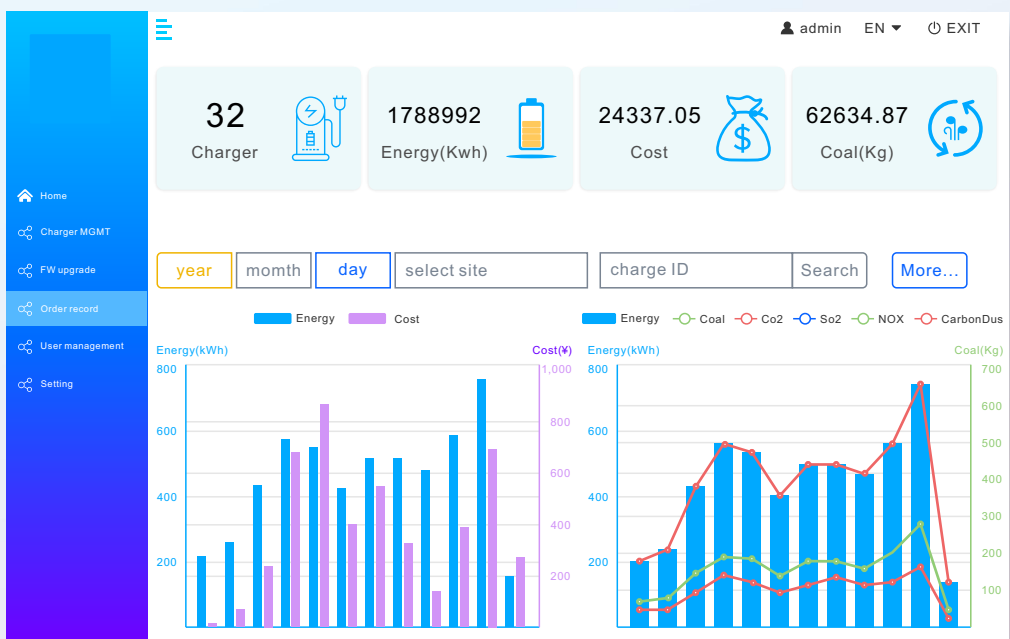 admin EN EXIT
32
Charger
1788992
Energy(Kwh)
$
24337.05
Cost
62634.87
Coal(Kg)
Home
Charger MGMT
FW upgrade
Order record
User management
Setting
year momth day select site charge ID Search More...
Energy Cost
Energy(kWh) Cost(¥)
800 1,000
800
600
600
400
400
200
200
Energy Coal Co2 So2 NOX CarbonDus
Energy(kWh) Coal(Kg)
800 700
600
600
500
400
400
300
200
200
100